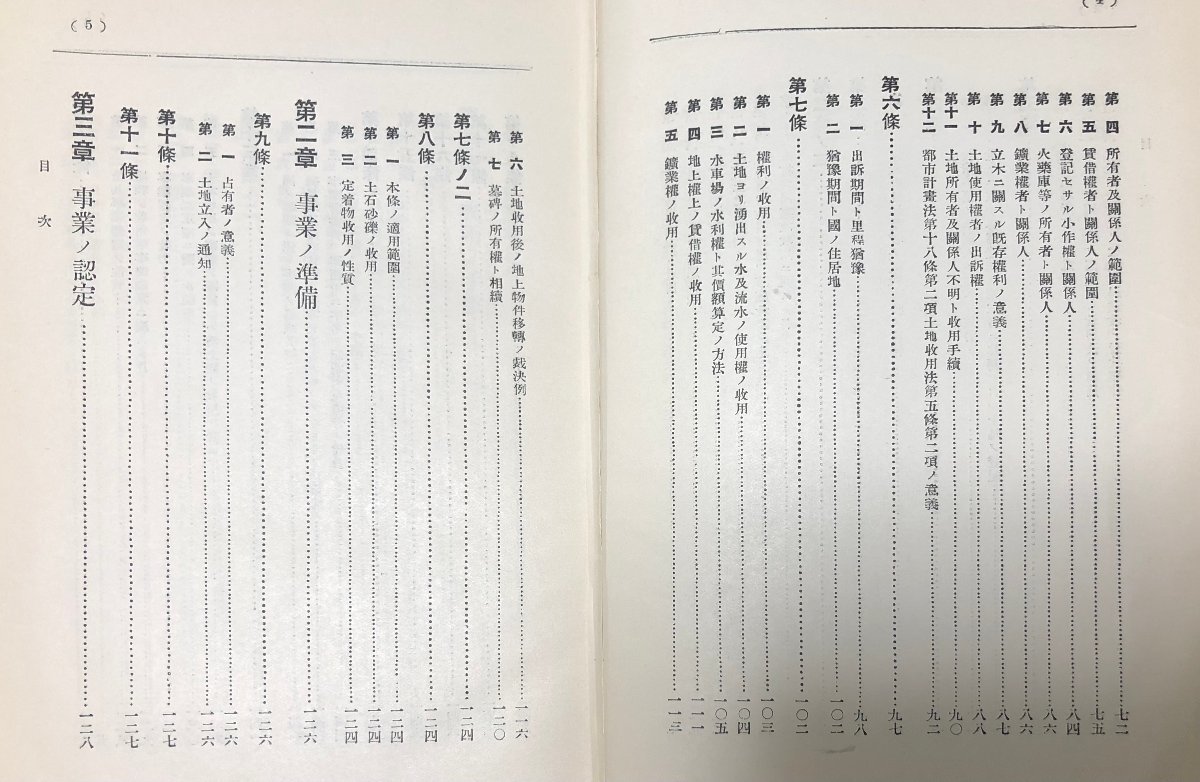 (4)
第四 所有者及關係人ノ範圍……七二
第五 賃借權者ト關係人ノ範圍……七五
第六 登記セサル小作權ト關係人……八四
第七 火藥庫等ノ所有者ト關係人……八六
第八 鑛業權者ト關係人……八六
第九 立木ニ關スル既存權利ノ意義……八七
第十 土地使用權者ノ出訴權……八八
第十一 土地所有者及關係人不明ト收用手續……九〇
第十二 都市計畫法第十八條第二項土地收用法第五條第二項ノ意義……九二
第六條……九七
第一 出訴期間ト里程猶豫……九八
第二 猶豫期間ト國ノ住居地……一〇二
第七條……一〇二
第一 權利ノ收用……一〇三
第二 土地ヨリ湧出スル水及流水ノ使用權ノ收用……一〇四
第三 水車場ノ水利權ト其價額算定ノ方法……一〇五
第四 地上權上ノ賃借權ノ收用……一一一
第五 鑛業權ノ收用……一一三
(5)
第六 土地收用後ノ地上物件移轉ノ裁決例……一一六
第七 墓碑ノ所有權ト相續……一二〇
第七條ノ二……一二四
第八條……一二四
第一 本條ノ適用範圍……一二四
第二 土石砂礫ノ收用……一二四
第三 定着物收用ノ性質……一二四
第二章 事業ノ準備……一二六
第九條……一二六
第一 占有者ノ意義……一二六
第二 土地立入ノ通知……一二六
第十條……一二七
第十一條……一二七
第三章 事業ノ認定……一二八
目次